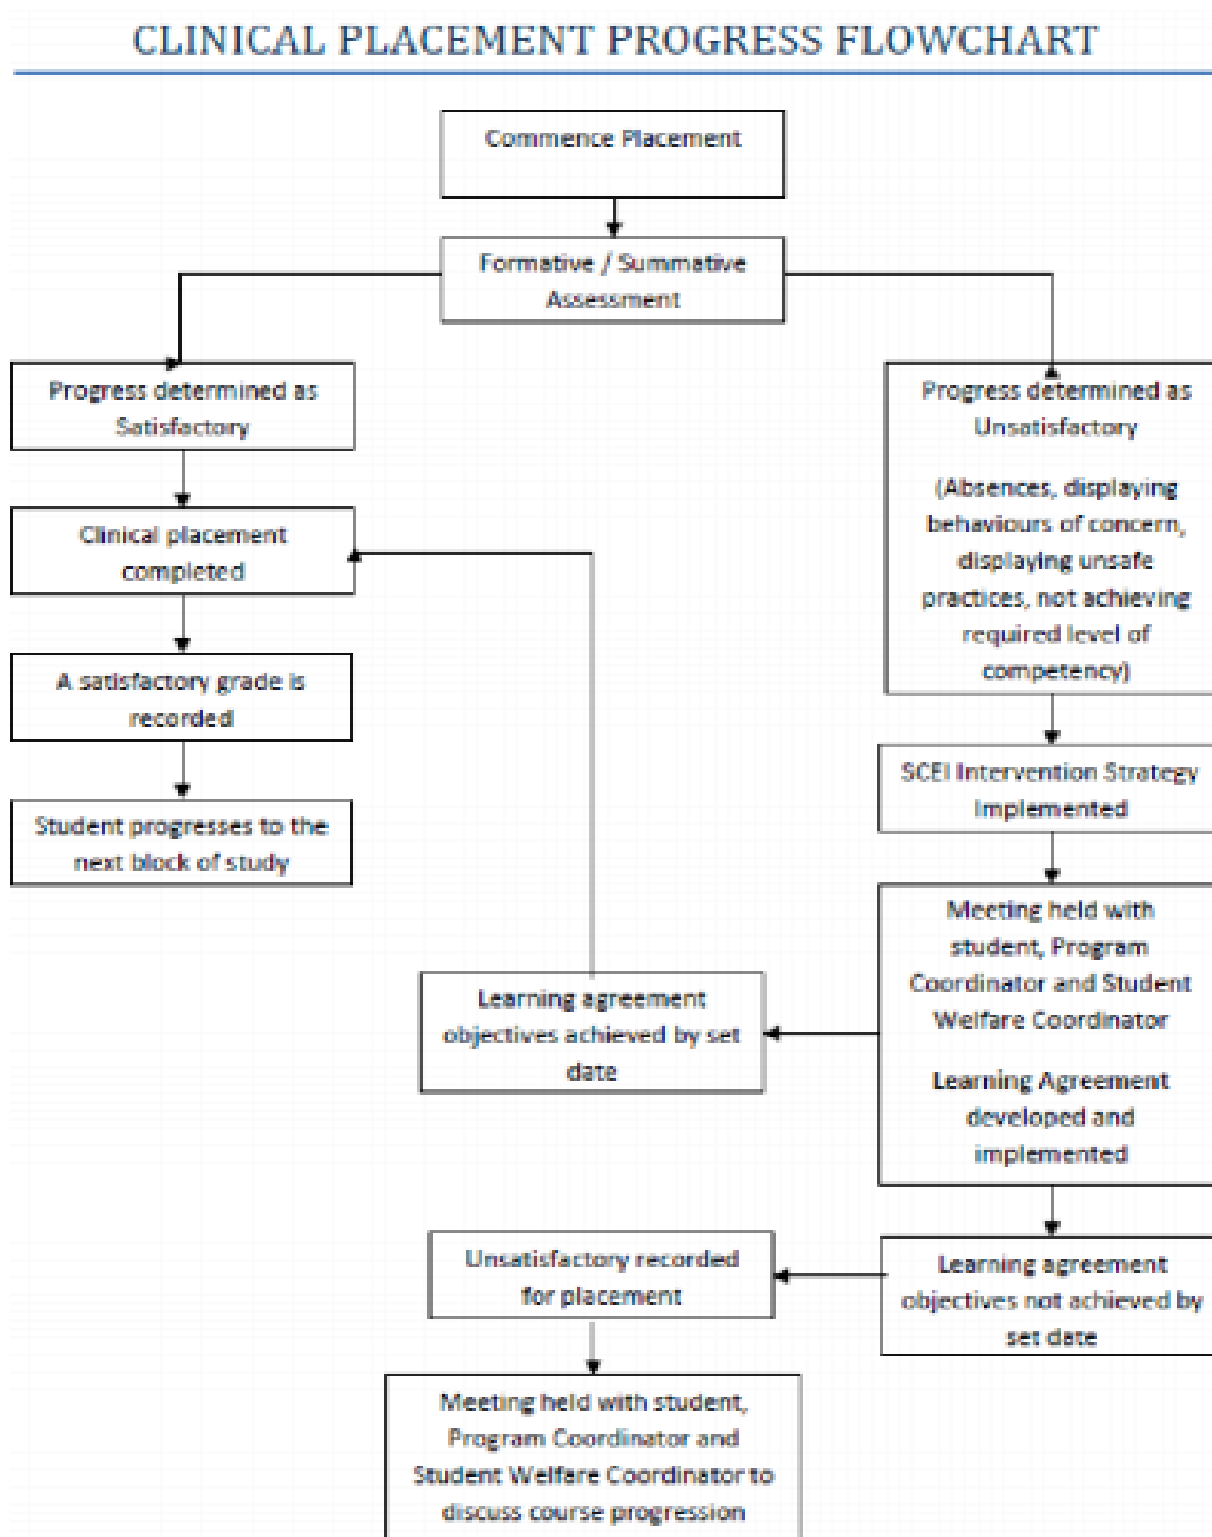 CLINICAL PLACEMENT PROGRESS FLOWCHART
Commence Placement
Formative / Summative
Assessment
Progress determined as
Satisfactory
Progress determined as
Unsatisfactory
(Absences, displaying
behaviours of concern,
displaying unsafe
practices, not achieving
required level of
competency)
Clinical placement
completed
A satisfactory grade is
recorded
Student progresses to the
next block of study
SCEI Intervention Strategy
Implemented
Meeting held with
student, Program
Coordinator and Student
Welfare Coordinator
Learning Agreement
developed and
implemented
Learning agreement
objectives achieved by set
date
Learning agreement
objectives not achieved by
set date
Unsatisfactory recorded
for placement
Meeting held with student,
Program Coordinator and
Student Welfare Coordinator to
discuss course progression